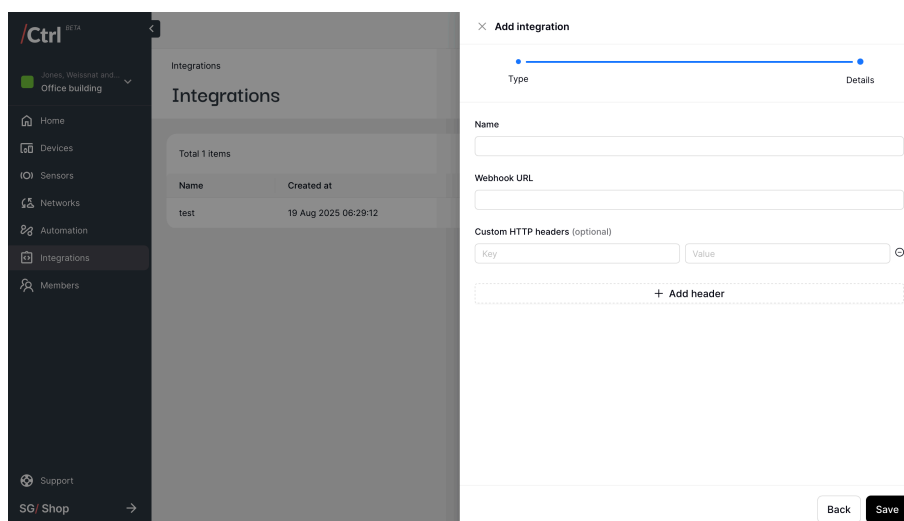 /Ctrl BETA
Jones, Weissnat and...
Office building
Home
Devices
Sensors
Networks
Automation
Integrations
Members
Support
SG/ Shop
Integrations
Integrations
Total 1 items
Name Created at
test 19 Aug 2025 06:29:12
Add integration
Type Details
Name
Webhook URL
Custom HTTP headers (optional)
Key Value
+ Add header
Back Save